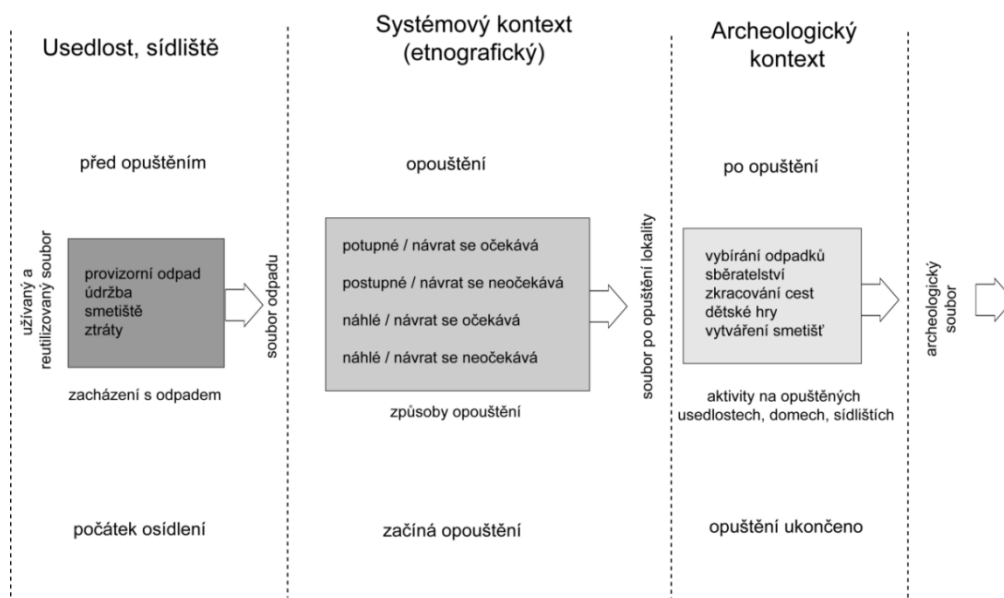 Usedlost, sídliště
Systémový kontext
(etnografický)
Archeologický
kontext
před opuštěním
opouštění
po opuštění
užívaný a
reutilizovaný soubor
provizorní odpad
údržba
smetiště
ztráty
zacházení s odpadem
soubor odpadu
potupné / návrat se očekává
postupné / návrat se neočekává
náhlé / návrat se očekává
náhlé / návrat se neočekává
způsoby opouštění
soubor po opuštění lokality
vybírání odpadků
sběratelství
zkracování cest
dětské hry
vytváření smetišť
aktivity na opuštěných
usedlostech, domech, sídlištích
archeologický
soubor
počátek osídlení
začíná opouštění
opuštění ukončeno